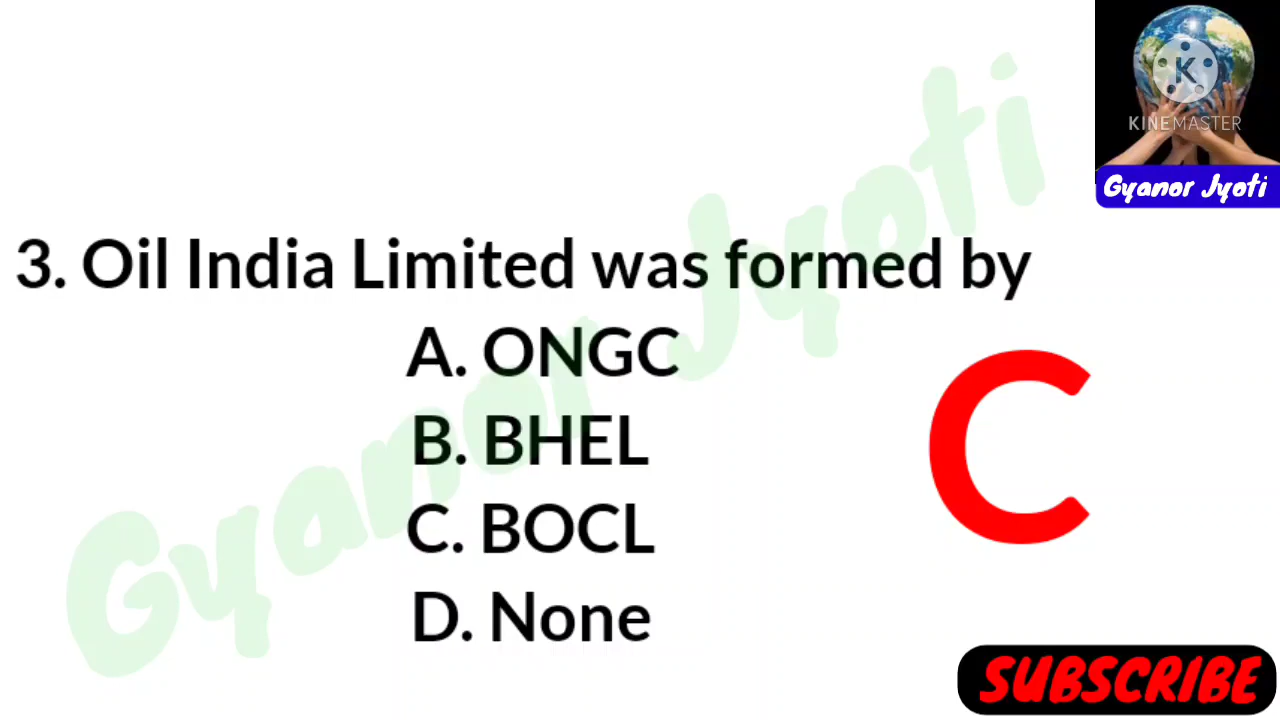 K
KINEMASTER
Gyanor Jyoti
Gyanor Jyoti
3. Oil India Limited was formed by
A. ONGC
B. BHEL
C. BOCL
D. None
C
SUBSCRIBE